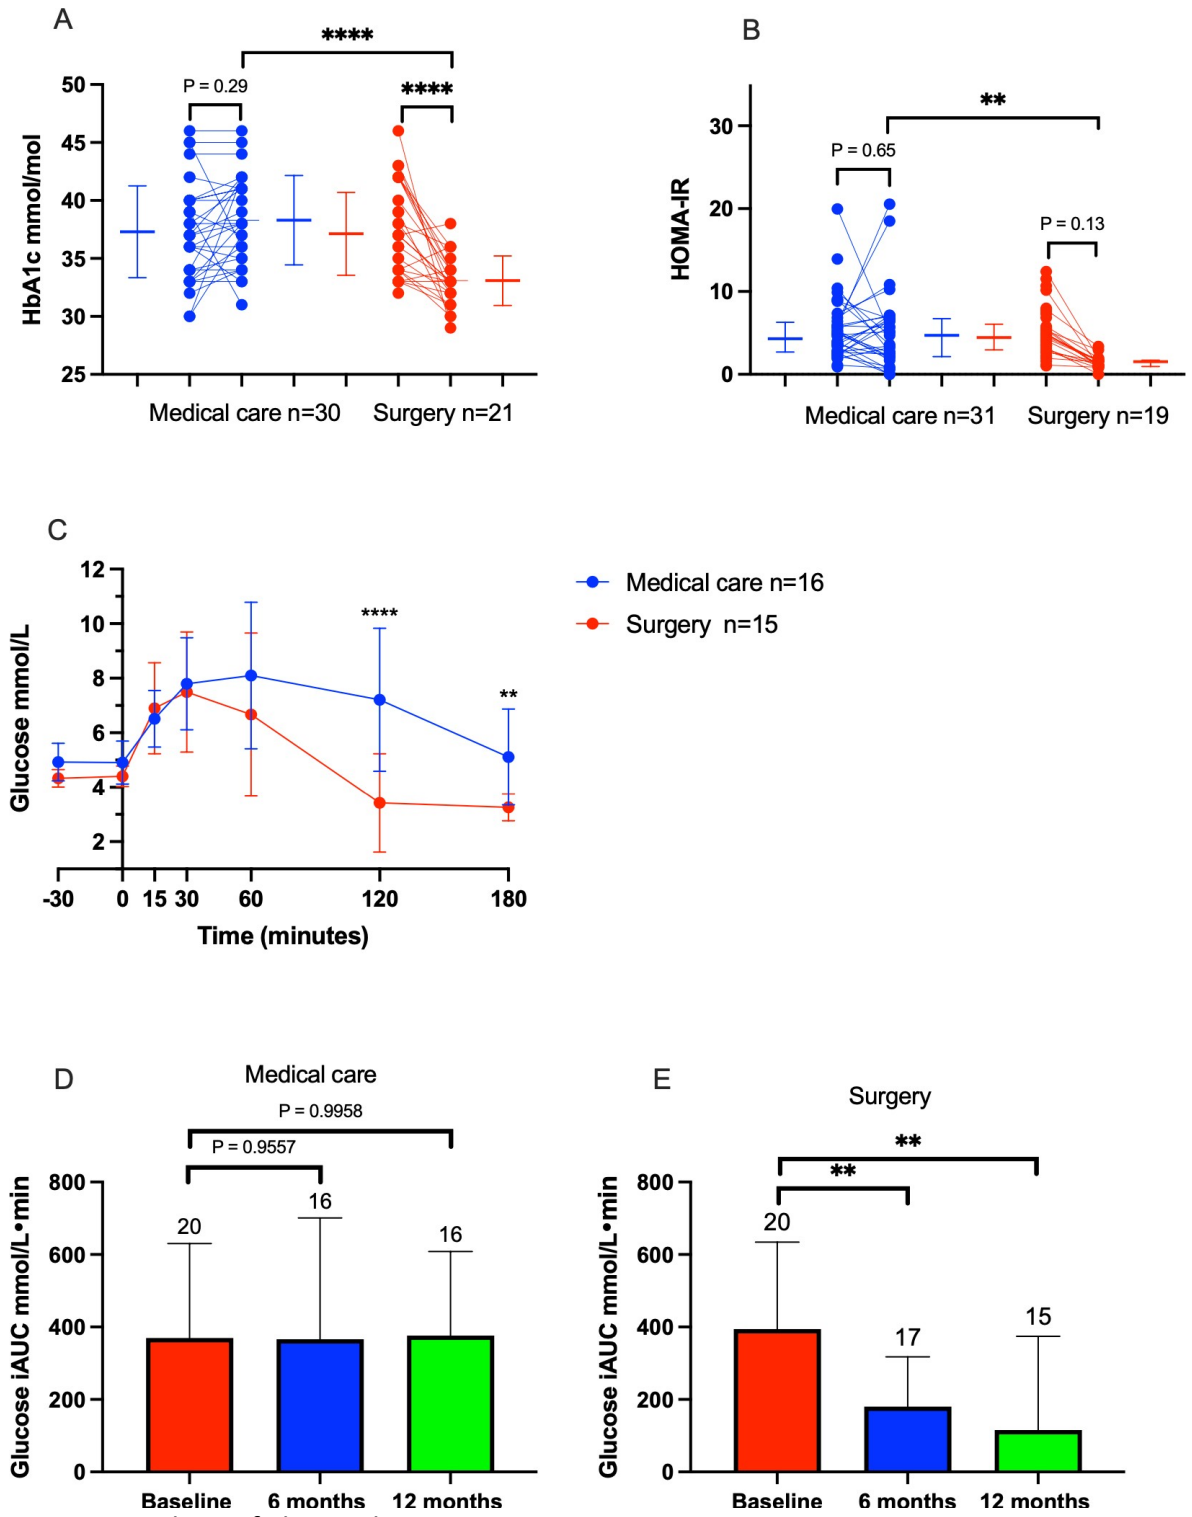 A
****
P = 0.29
****
HbA1c mmol/mol
50
45
40
35
30
25
Medical care n=30
Surgery n=21
B
**
P = 0.65
P = 0.13
HOMA-IR
30
20
10
0
Medical care n=31
Surgery n=19
C
Glucose mmol/L
12
10
8
6
4
2
****
**
-30 0 15 30 60 120 180
Time (minutes)
Medical care n=16
Surgery n=15
D
Medical care
P = 0.9958
P = 0.9557
Glucose iAUC mmol/L•min
800
600
400
200
0
20
16
16
Baseline 6 months 12 months
E
Surgery
**
**
Glucose iAUC mmol/L•min
800
600
400
200
0
20
17
15
Baseline 6 months 12 months